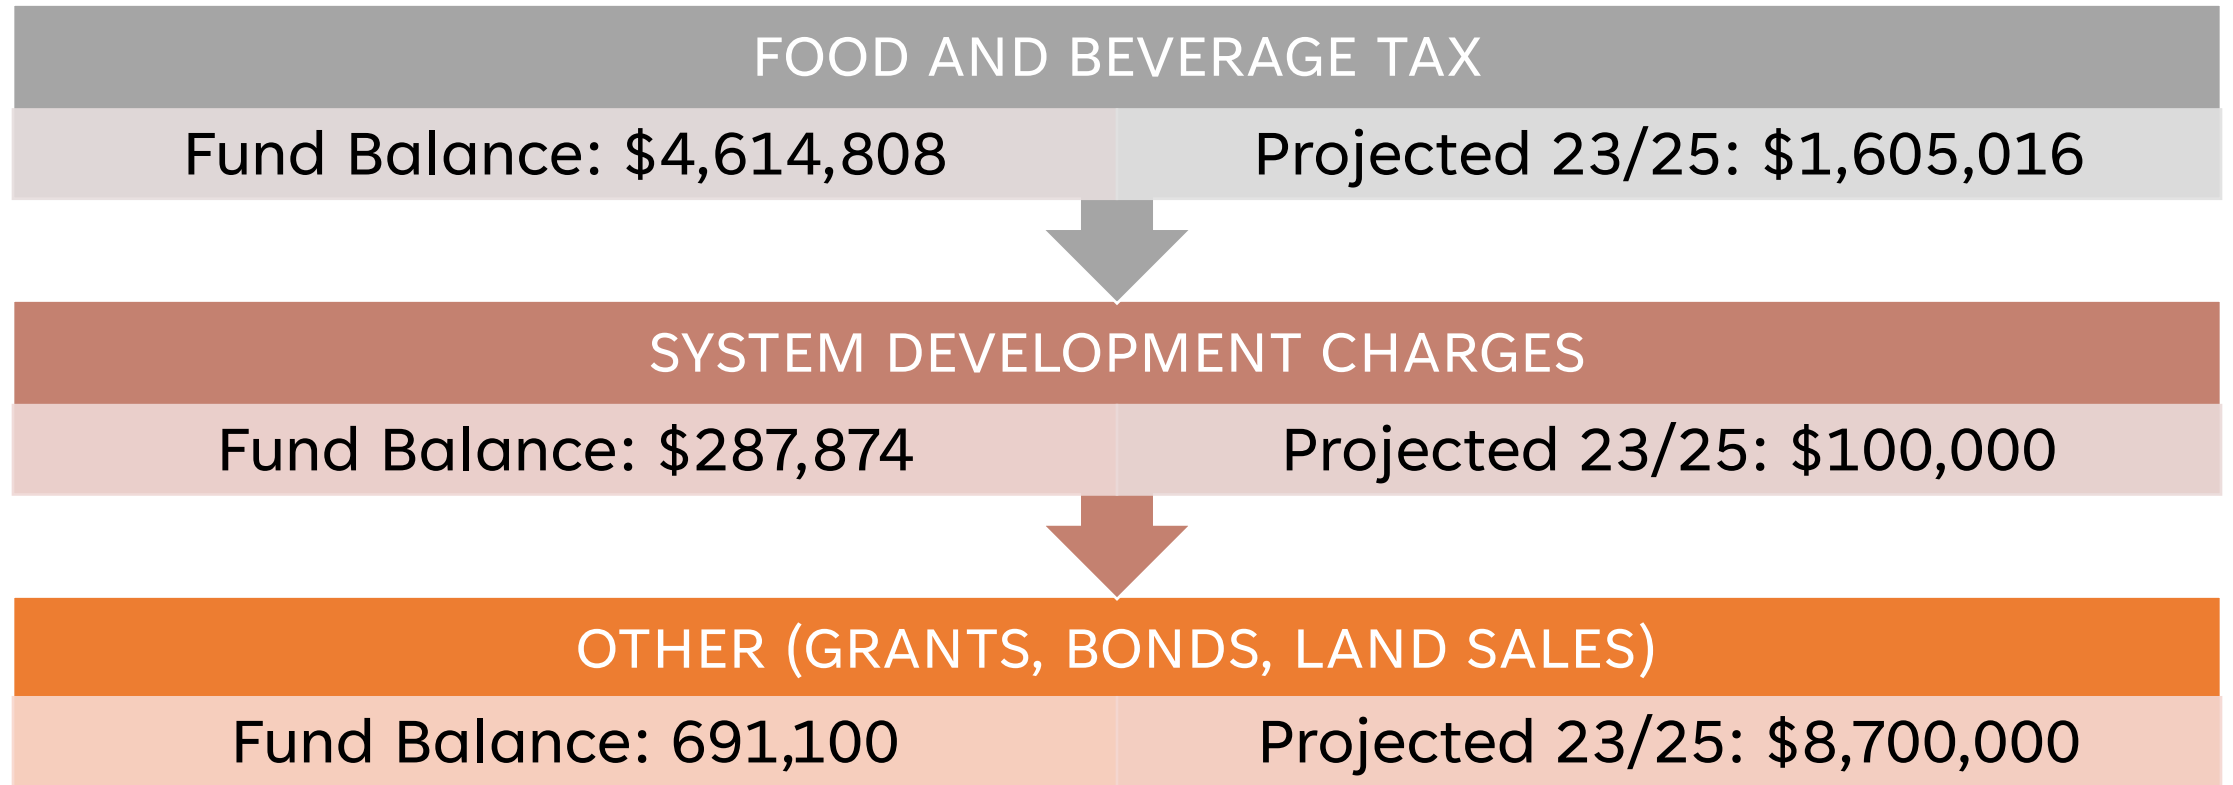 FOOD AND BEVERAGE TAX
Fund Balance: $4,614,808
Projected 23/25: $1,605,016
SYSTEM DEVELOPMENT CHARGES
Fund Balance: $287,874
Projected 23/25: $100,000
OTHER (GRANTS, BONDS, LAND SALES)
Fund Balance: 691,100
Projected 23/25: $8,700,000